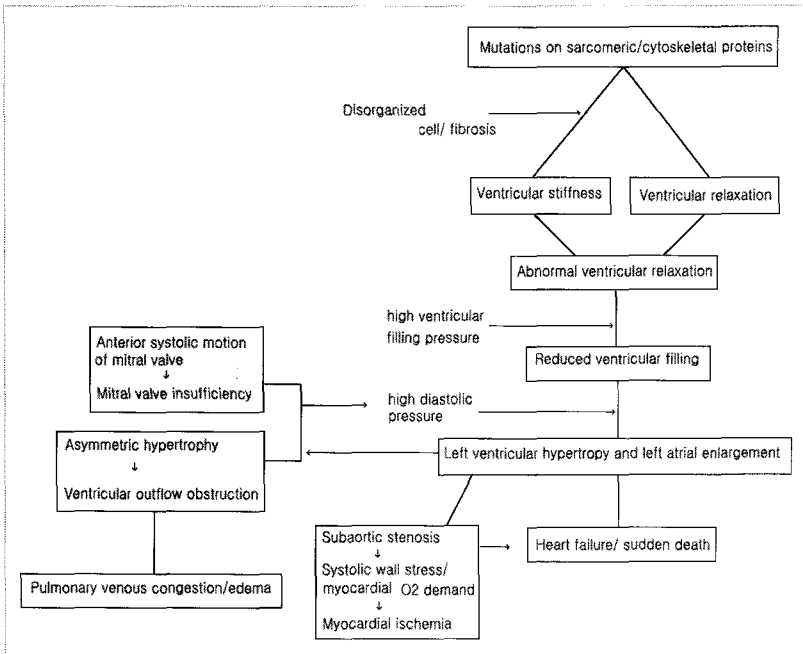 Mutations on sarcomeric/cytoskeletal proteins
Disorganized
cell/ fibrosis
Ventricular stiffness
Ventricular relaxation
Abnormal ventricular relaxation
high ventricular
filling pressure
Anterior systolic motion
of mitral valve
↓
Mitral valve insufficiency
Reduced ventricular filling
high diastolic
pressure
Asymmetric hypertrophy
↓
Ventricular outflow obstruction
Left ventricular hypertropy and left atrial enlargement
Subaortic stenosis
↓
Systolic wall stress/
myocardial O2 demand
↓
Myocardial ischemia
Heart failure/ sudden death
Pulmonary venous congestion/edema